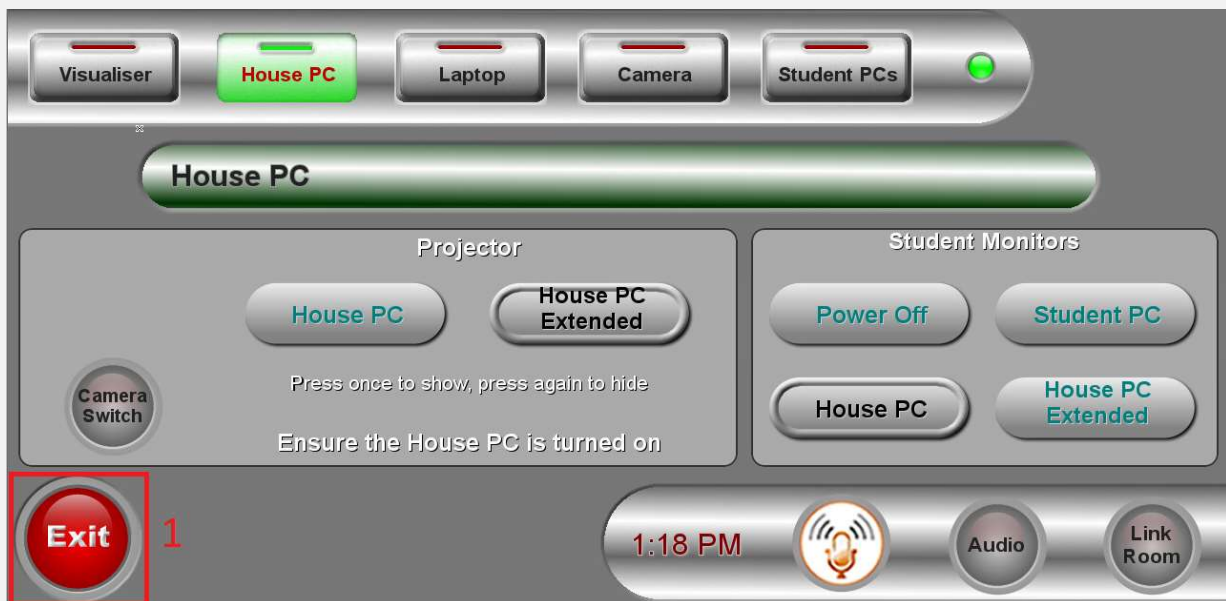 Visualiser
House PC
Laptop
Camera
Student PCs
House PC
Projector
House PC
House PC
Extended
Press once to show, press again to hide
Camera
Switch
Ensure the House PC is turned on
Student Monitors
Power Off
Student PC
House PC
House PC
Extended
Exit
1
1:18 PM
Audio
Link
Room